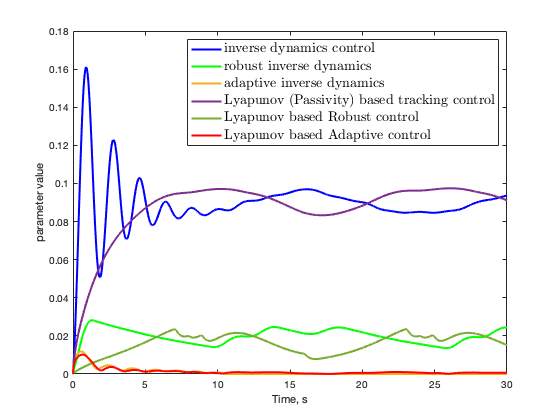 0.18
0.16
0.14
0.12
0.1
0.08
0.06
0.04
0.02
0
parameter value
inverse dynamics control
robust inverse dynamics
adaptive inverse dynamics
Lyapunov (Passivity) based tracking control
Lyapunov based Robust control
Lyapunov based Adaptive control
0 5 10 15 20 25 30
Time, s